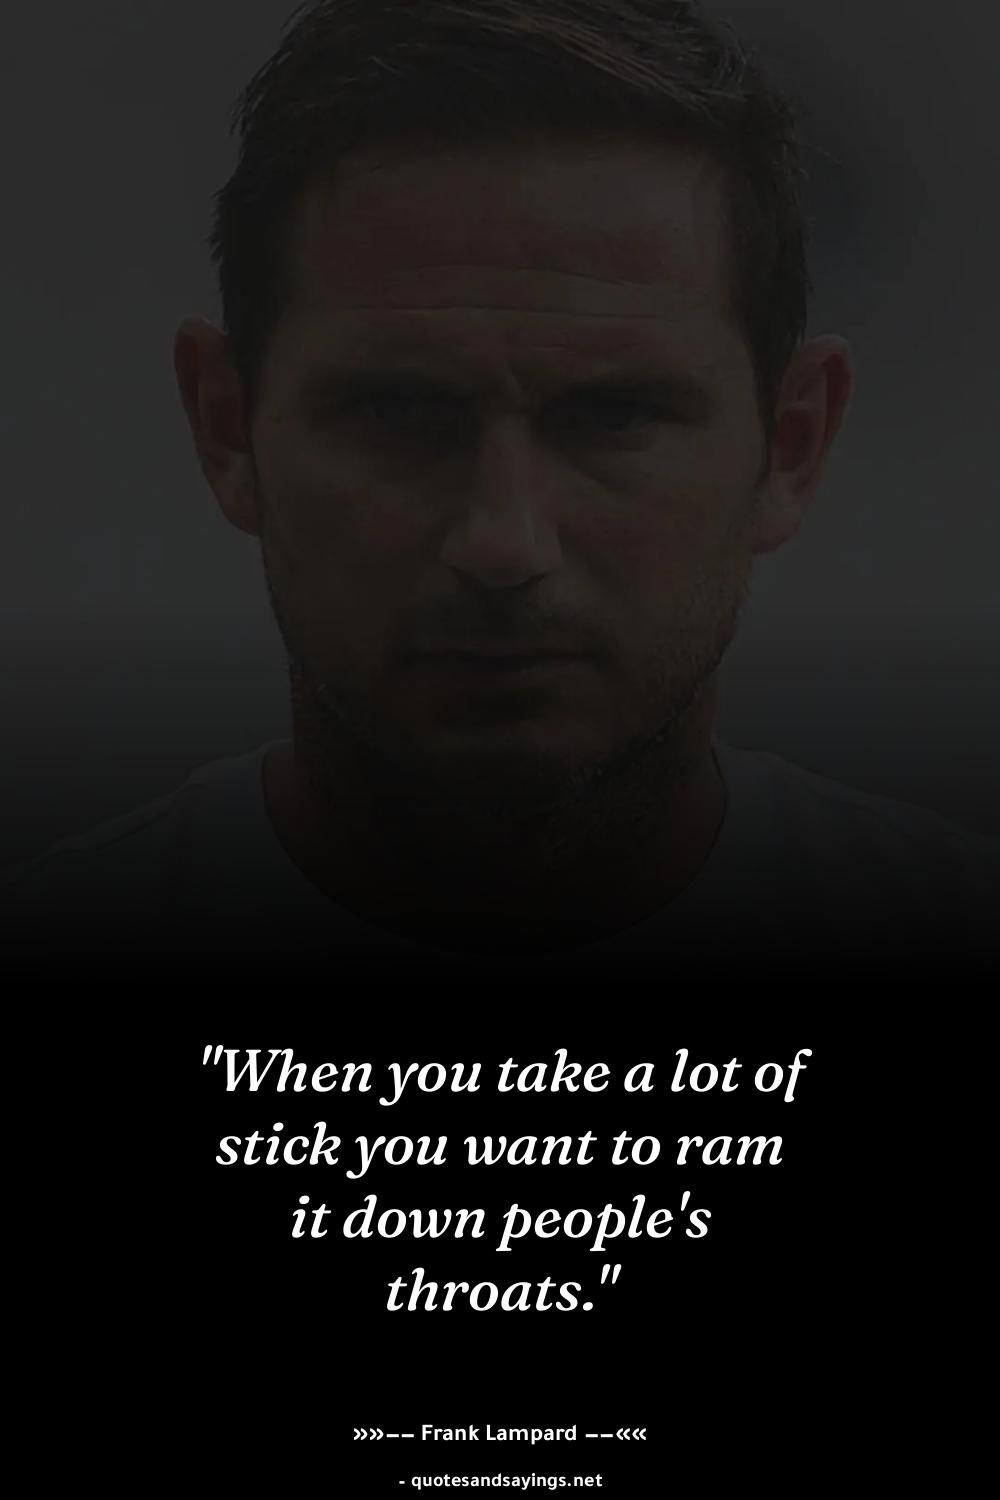 "When you take a lot of
stick you want to ram
it down people's
throats."
»»−− Frank Lampard −−««
- quotesandsayings.net